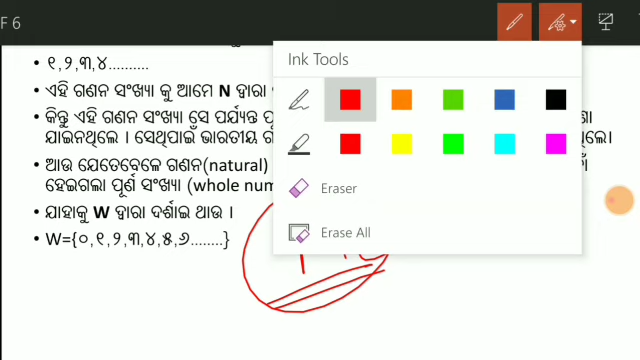 F 6
Ink Tools
• ୧,୨,୩,୪..........
• ଏହି ଗଣନ ସଂଖ୍ୟା କୁ ଆମେ N ଦ୍ୱାରା
• କିନ୍ତୁ ଏହି ଗଣନ ସଂଖ୍ୟା ସେ ପର୍ଯ୍ୟନ୍ତ
ଯାଇନଥିଲେ । ସେଥିପାଇଁ ଭାରତୀୟ
• ଆଉ ଯେତେବେଳେ ଗଣନ(natural)
ହେଇଗଲା ପୂର୍ଣ ସଂଖ୍ୟା (whole num
Eraser
• ଯାହାକୁ W ଦ୍ୱାରା ଦର୍ଶାଇ ଥାଉ ।
Erase All
• W={୦,୧,୨,୩,୪,୫,୬........}